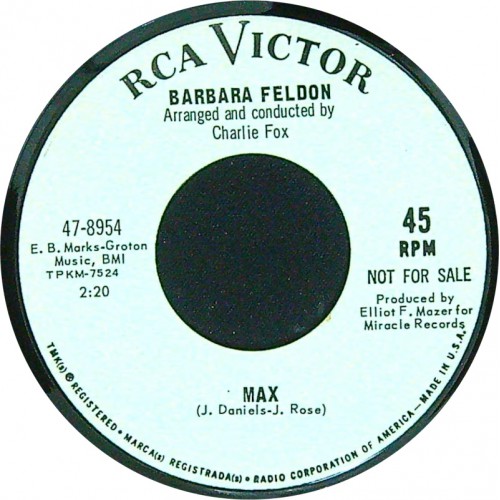 RCA VICTOR
BARBARA FELDON
Arranged and conducted by
Charlie Fox
47-8954
E. B. Marks-Groton
Music, BMI
TPKM-7524
2:20
45
RPM
NOT FOR SALE
Produced by
Elliot F. Mazer for
Miracle Records
MAX
(J. Daniels-J. Rose)
TMK(s) ® REGISTERED • MARCA(s) REGISTRADA(s) • RADIO CORPORATION OF AMERICA—MADE IN U.S.A.